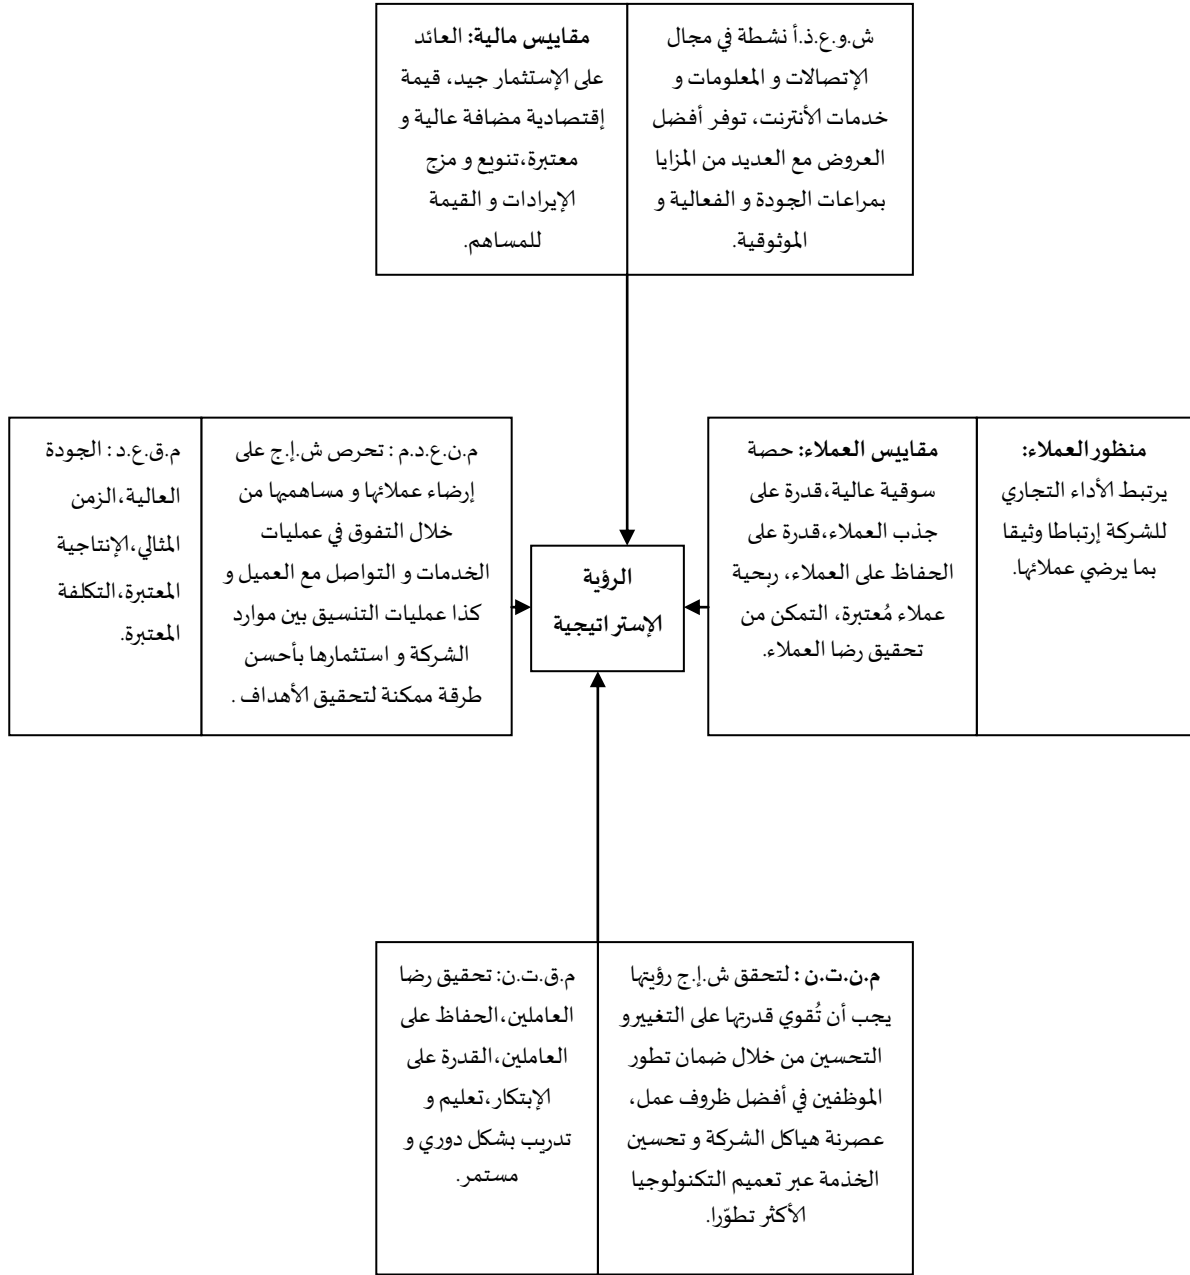 ش.و.ع.ذ.أ نشطة في مجال
الإتصالات و المعلومات و
خدمات الأنترنت، توفر أفضل
العروض مع العديد من المزايا
بمراعات الجودة و الفعالية و
الموثوقية.
مقاييس مالية: العائد
على الإستثمار جيد، قيمة
إقتصادية مضافة عالية و
معتبرة،تنويع و مزج
الإيرادات و القيمة
للمساهم.
منظور العملاء:
يرتبط الأداء التجاري
للشركة إرتباطا وثيقا
بما يرضي عملائها.
مقاييس العملاء: حصة
سوقية عالية،قدرة على
جذب العملاء،قدرة على
الحفاظ على العملاء، ربحية
عملاء مُعتبرة، التمكن من
تحقيق رضا العملاء.
الرؤية
الإستراتيجية
م.ن.ع.د.م : تحرص ش.إ.ج على
إرضاء عملائها و مساهميها من
خلال التفوق في عمليات
الخدمات و التواصل مع العميل و
كذا عمليات التنسيق بين موارد
الشركة و استثمارها بأحسن
طرقة ممكنة لتحقيق الأهداف .
م.ق.ع.د : الجودة
العالية،الزمن
المثالي،الإنتاجية
المعتبرة،التكلفة
المعتبرة.
م.ن.ت.ن : لتحقق ش.إ.ج رؤيتها
يجب أن تُقوي قدرتها على التغييرو
التحسين من خلال ضمان تطور
الموظفين في أفضل ظروف عمل،
عصرنة هياكل الشركة و تحسين
الخذمة عبر تعميم التكنولوجيا
الأكثر تطوّرا.
م.ق.ت.ن: تحقيق رضا
العاملين،الحفاظ على
العاملين،القدرة على
الإبتكار،تعليم و
تدريب بشكل دوري و
مستمر.